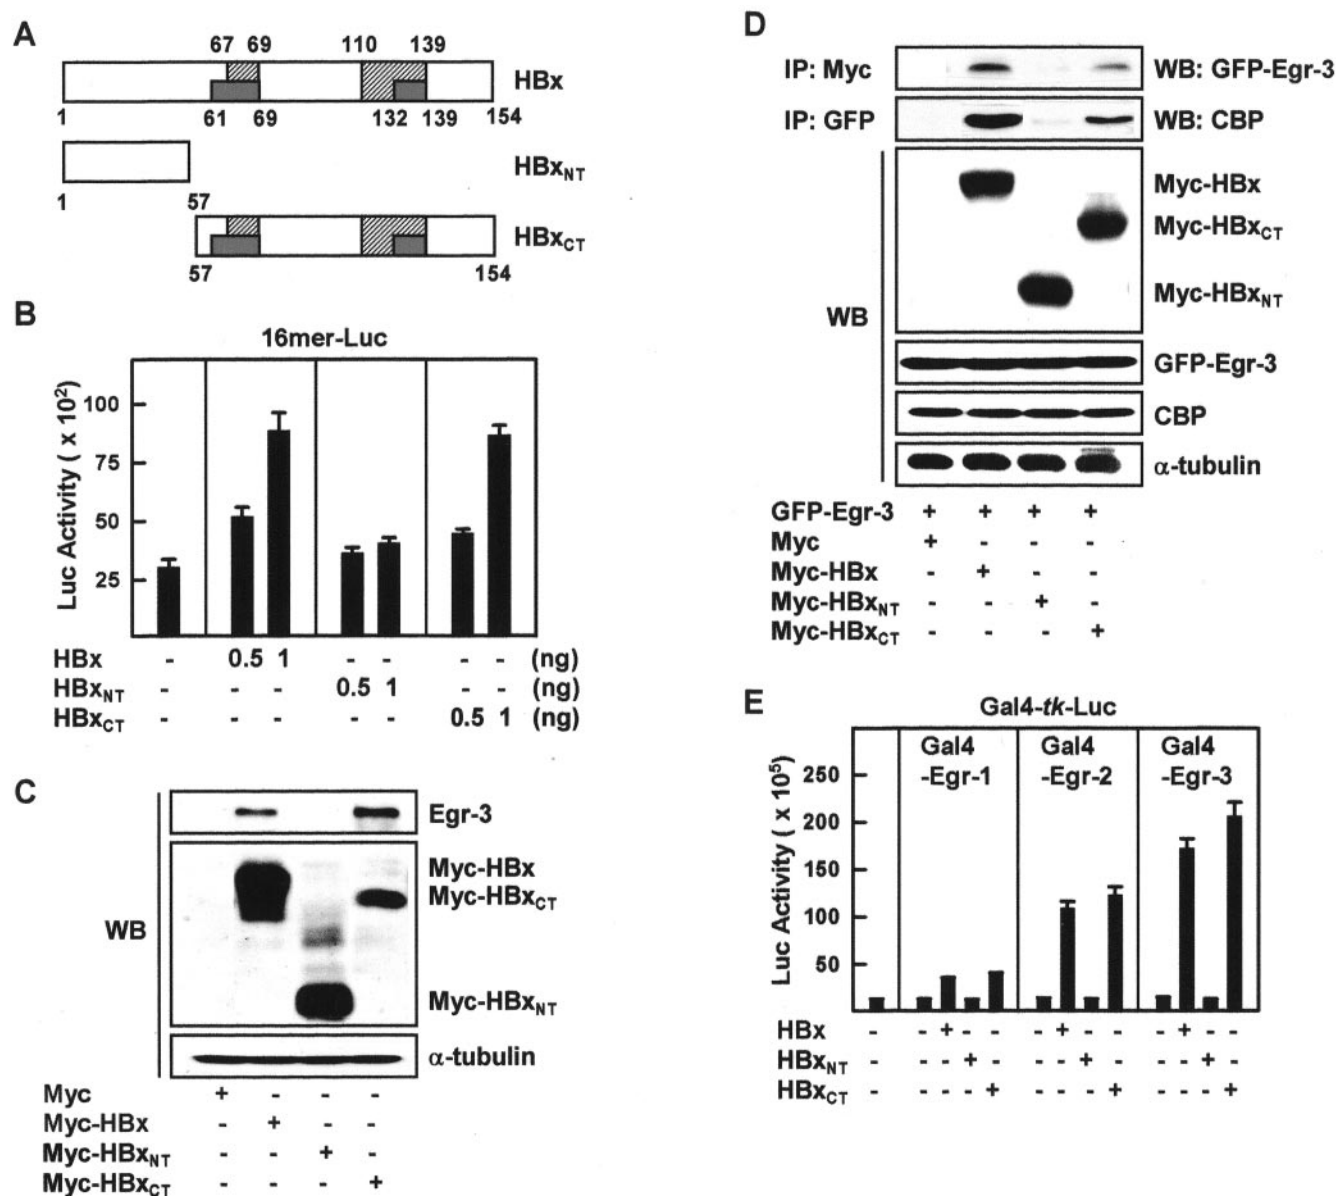 A
67 69 110 139
HBx
1 61 69 132 139 154
HBxNT
1 57
HBxCT
57 154
B
16mer-Luc
Luc Activity ( x 10²)
100
75
50
25
HBx - 0.5 1 - - - - (ng)
HBxNT - - - 0.5 1 - - (ng)
HBxCT - - - - - 0.5 1 (ng)
C
WB
Egr-3
Myc-HBx
Myc-HBxCT
Myc-HBxNT
α-tubulin
Myc + - - -
Myc-HBx - + - -
Myc-HBxNT - - + -
Myc-HBxCT - - - +
D
IP: Myc WB: GFP-Egr-3
IP: GFP WB: CBP
WB
Myc-HBx
Myc-HBxCT
Myc-HBxNT
GFP-Egr-3
CBP
α-tubulin
GFP-Egr-3 + + + +
Myc + - - -
Myc-HBx - + - -
Myc-HBxNT - - + -
Myc-HBxCT - - - +
E
Gal4-tk-Luc
Gal4 Gal4 Gal4
-Egr-1 -Egr-2 -Egr-3
Luc Activity ( x 10⁵)
250
200
150
100
50
HBx - - + - - - + - - - + - -
HBxNT - - - + - - - + - - - + -
HBxCT - - - - + - - - + - - - +